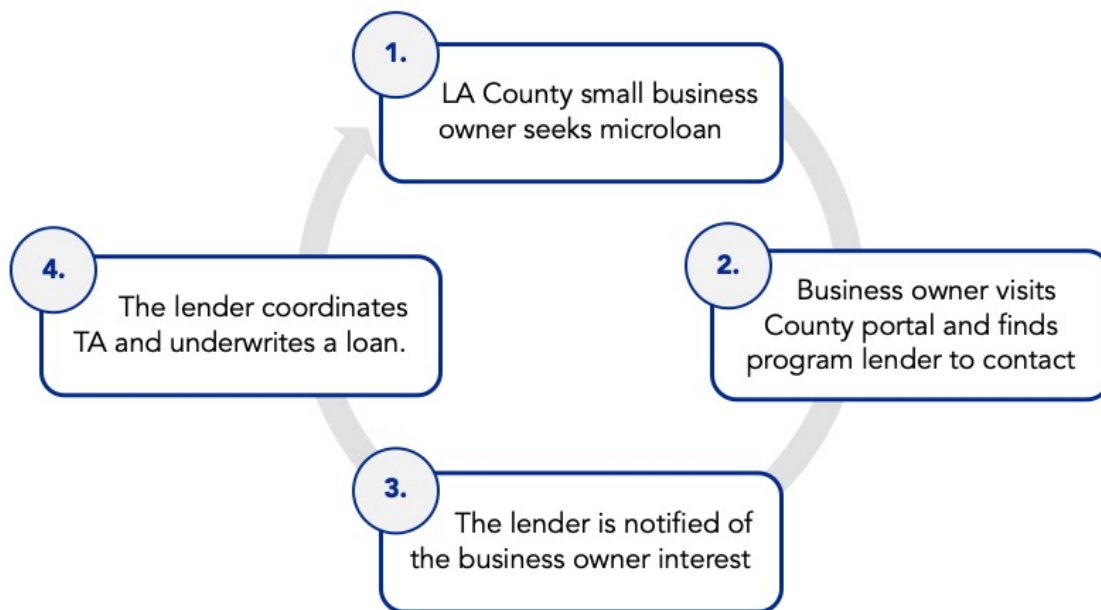 1.
LA County small business
owner seeks microloan
2.
Business owner visits
County portal and finds
program lender to contact
3.
The lender is notified of
the business owner interest
4.
The lender coordinates
TA and underwrites a loan.